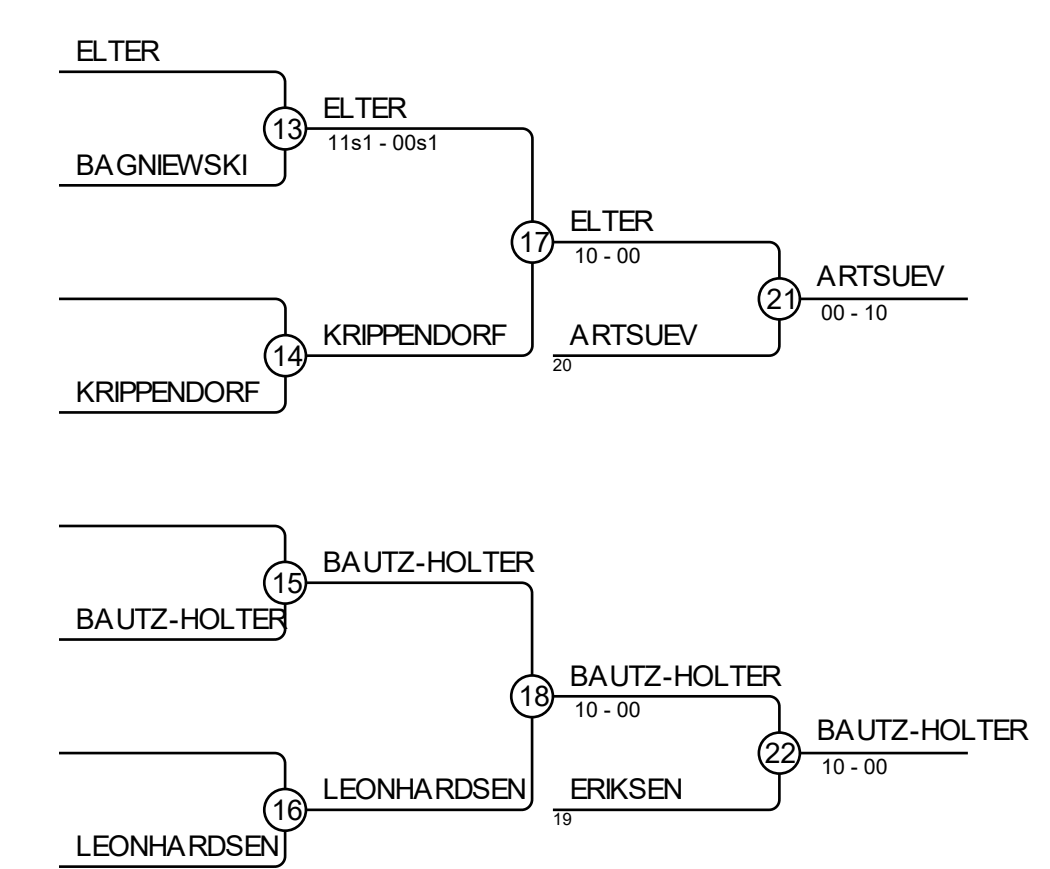 ELTER
13
ELTER
11s1 - 00s1
BAGNIEWSKI
17
ELTER
10 - 00
21
ARTSUEV
00 - 10
14
KRIPPENDORF
ARTSUEV
20
KRIPPENDORF
15
BAUTZ-HOLTER
BAUTZ-HOLTER
18
BAUTZ-HOLTER
10 - 00
22
BAUTZ-HOLTER
10 - 00
16
LEONHARDSEN
ERIKSEN
19
LEONHARDSEN